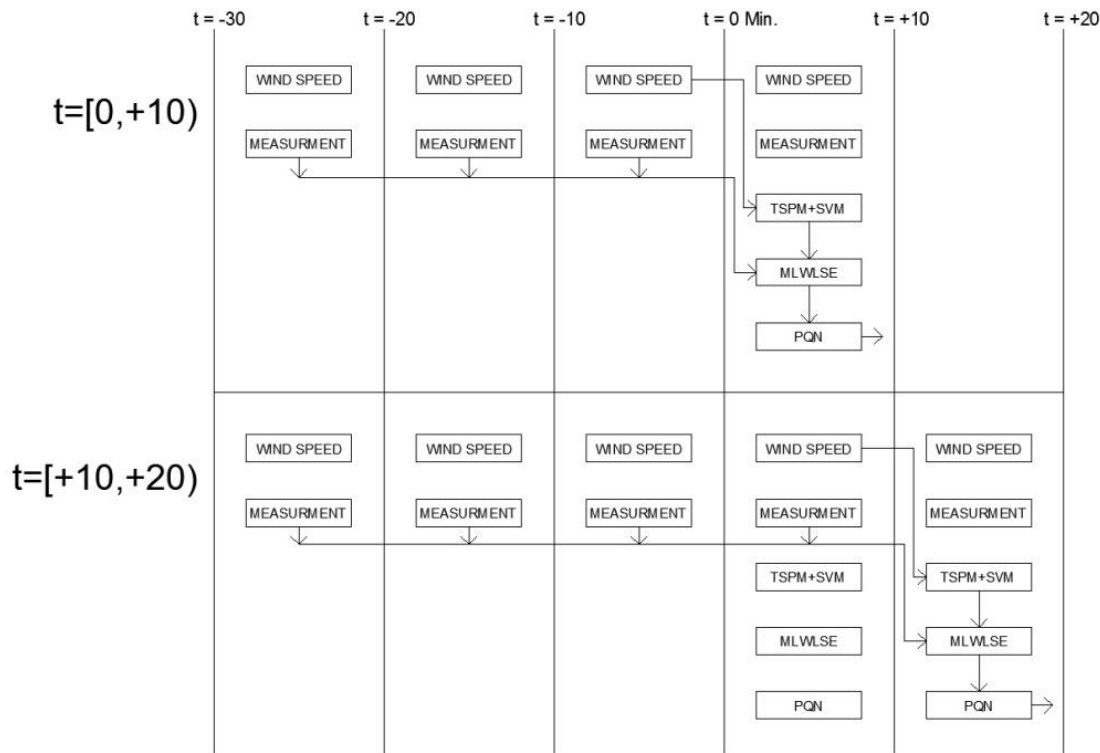 t = -30 t = -20 t = -10 t = 0 Min. t = +10 t = +20
t=[0,+10)
WIND SPEED WIND SPEED WIND SPEED WIND SPEED
MEASURMENT MEASURMENT MEASURMENT MEASURMENT
TSPM+SVM
MLWLSE
PQN
t=[+10,+20)
WIND SPEED WIND SPEED WIND SPEED WIND SPEED WIND SPEED
MEASURMENT MEASURMENT MEASURMENT MEASURMENT MEASURMENT
TSPM+SVM TSPM+SVM
MLWLSE MLWLSE
PQN PQN